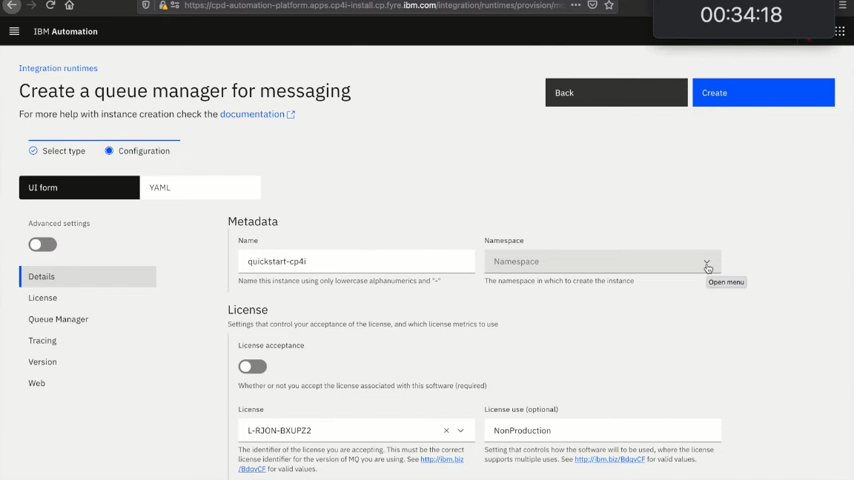 https://cpd-automation-platform.apps.cp4i-install.cp.fyre.ibm.com/integration/runtimes/provision/me
00:34:18
IBM Automation
Integration runtimes
Create a queue manager for messaging
Back
Create
For more help with instance creation check the documentation
Select type
Configuration
UI form
YAML
Advanced settings
Metadata
Name
Namespace
quickstart-cp4i
Namespace
Name this instance using only lowercase alphanumerics and "-"
The namespace in which to create the instance
Open menu
Details
License
Queue Manager
Tracing
Version
Web
License
Settings that control your acceptance of the license, and which license metrics to use
License acceptance
Whether or not you accept the license associated with this software (required)
License
License use (optional)
L-RJON-BXUPZ2
NonProduction
The identifier of the license you are accepting. This must be the correct
license identifier for the version of MQ you are using. See http://ibm.biz
/BdqvCF for valid values.
Setting that controls how the software will be used, where the license
supports multiple uses. See http://ibm.biz/BdqvCF for valid values.